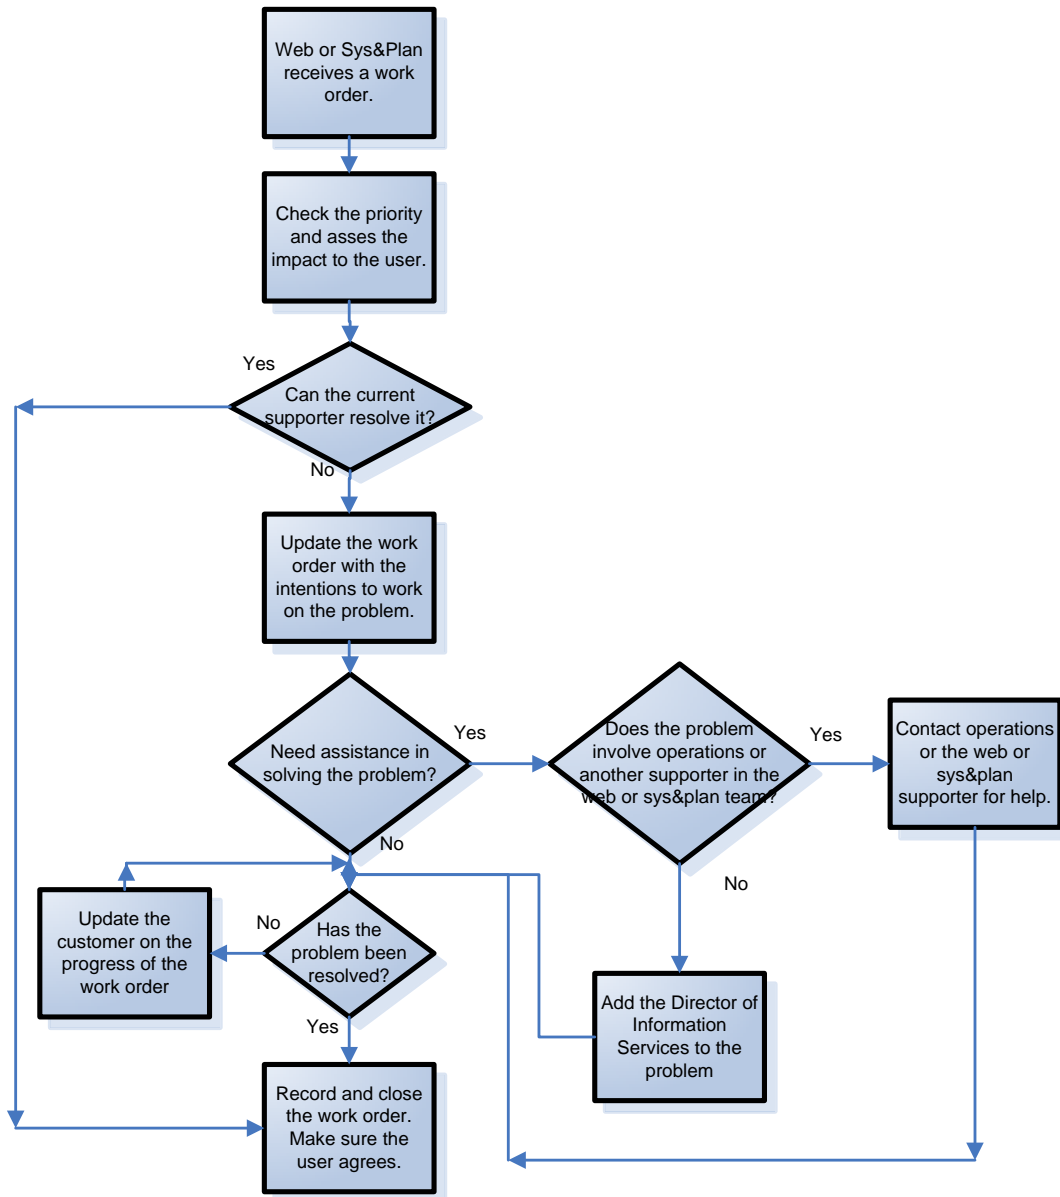 Web or Sys&Plan
receives a work
order.
Check the priority
and asses the
impact to the user.
Yes
Can the current
supporter resolve it?
No
Update the work
order with the
intentions to work
on the problem.
Need assistance in
solving the problem?
Yes
Does the problem
involve operations or
another supporter in the
web or sys&plan team?
Yes
Contact operations
or the web or
sys&plan
supporter for help.
No
No
Update the
customer on the
progress of the
work order
No
Has the
problem been
resolved?
Yes
Add the Director of
Information
Services to the
problem
Record and close
the work order.
Make sure the
user agrees.